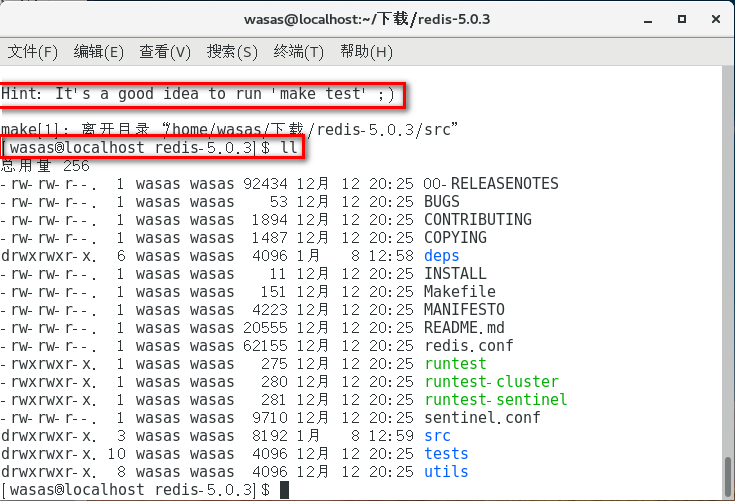 wasas@localhost:~/下载/redis-5.0.3
文件(F) 编辑(E) 查看(V) 搜索(S) 终端(T) 帮助(H)
Hint: It's a good idea to run 'make test' ;)
make[1]: 离开目录“/home/wasas/下载/redis-5.0.3/src”
[wasas@localhost redis-5.0.3]$ ll
总用量 256
-rw-rw-r--. 1 wasas wasas 92434 12月 12 20:25 00-RELEASENOTES
-rw-rw-r--. 1 wasas wasas 53 12月 12 20:25 BUGS
-rw-rw-r--. 1 wasas wasas 1894 12月 12 20:25 CONTRIBUTING
-rw-rw-r--. 1 wasas wasas 1487 12月 12 20:25 COPYING
drwxrwxr-x. 6 wasas wasas 4096 1月 8 12:58 deps
-rw-rw-r--. 1 wasas wasas 11 12月 12 20:25 INSTALL
-rw-rw-r--. 1 wasas wasas 151 12月 12 20:25 Makefile
-rw-rw-r--. 1 wasas wasas 4223 12月 12 20:25 MANIFESTO
-rw-rw-r--. 1 wasas wasas 20555 12月 12 20:25 README.md
-rw-rw-r--. 1 wasas wasas 62155 12月 12 20:25 redis.conf
-rwxrwxr-x. 1 wasas wasas 275 12月 12 20:25 runtest
-rwxrwxr-x. 1 wasas wasas 280 12月 12 20:25 runtest-cluster
-rwxrwxr-x. 1 wasas wasas 281 12月 12 20:25 runtest-sentinel
-rw-rw-r--. 1 wasas wasas 9710 12月 12 20:25 sentinel.conf
drwxrwxr-x. 3 wasas wasas 8192 1月 8 12:59 src
drwxrwxr-x. 10 wasas wasas 4096 12月 12 20:25 tests
drwxrwxr-x. 8 wasas wasas 4096 12月 12 20:25 utils
[wasas@localhost redis-5.0.3]$